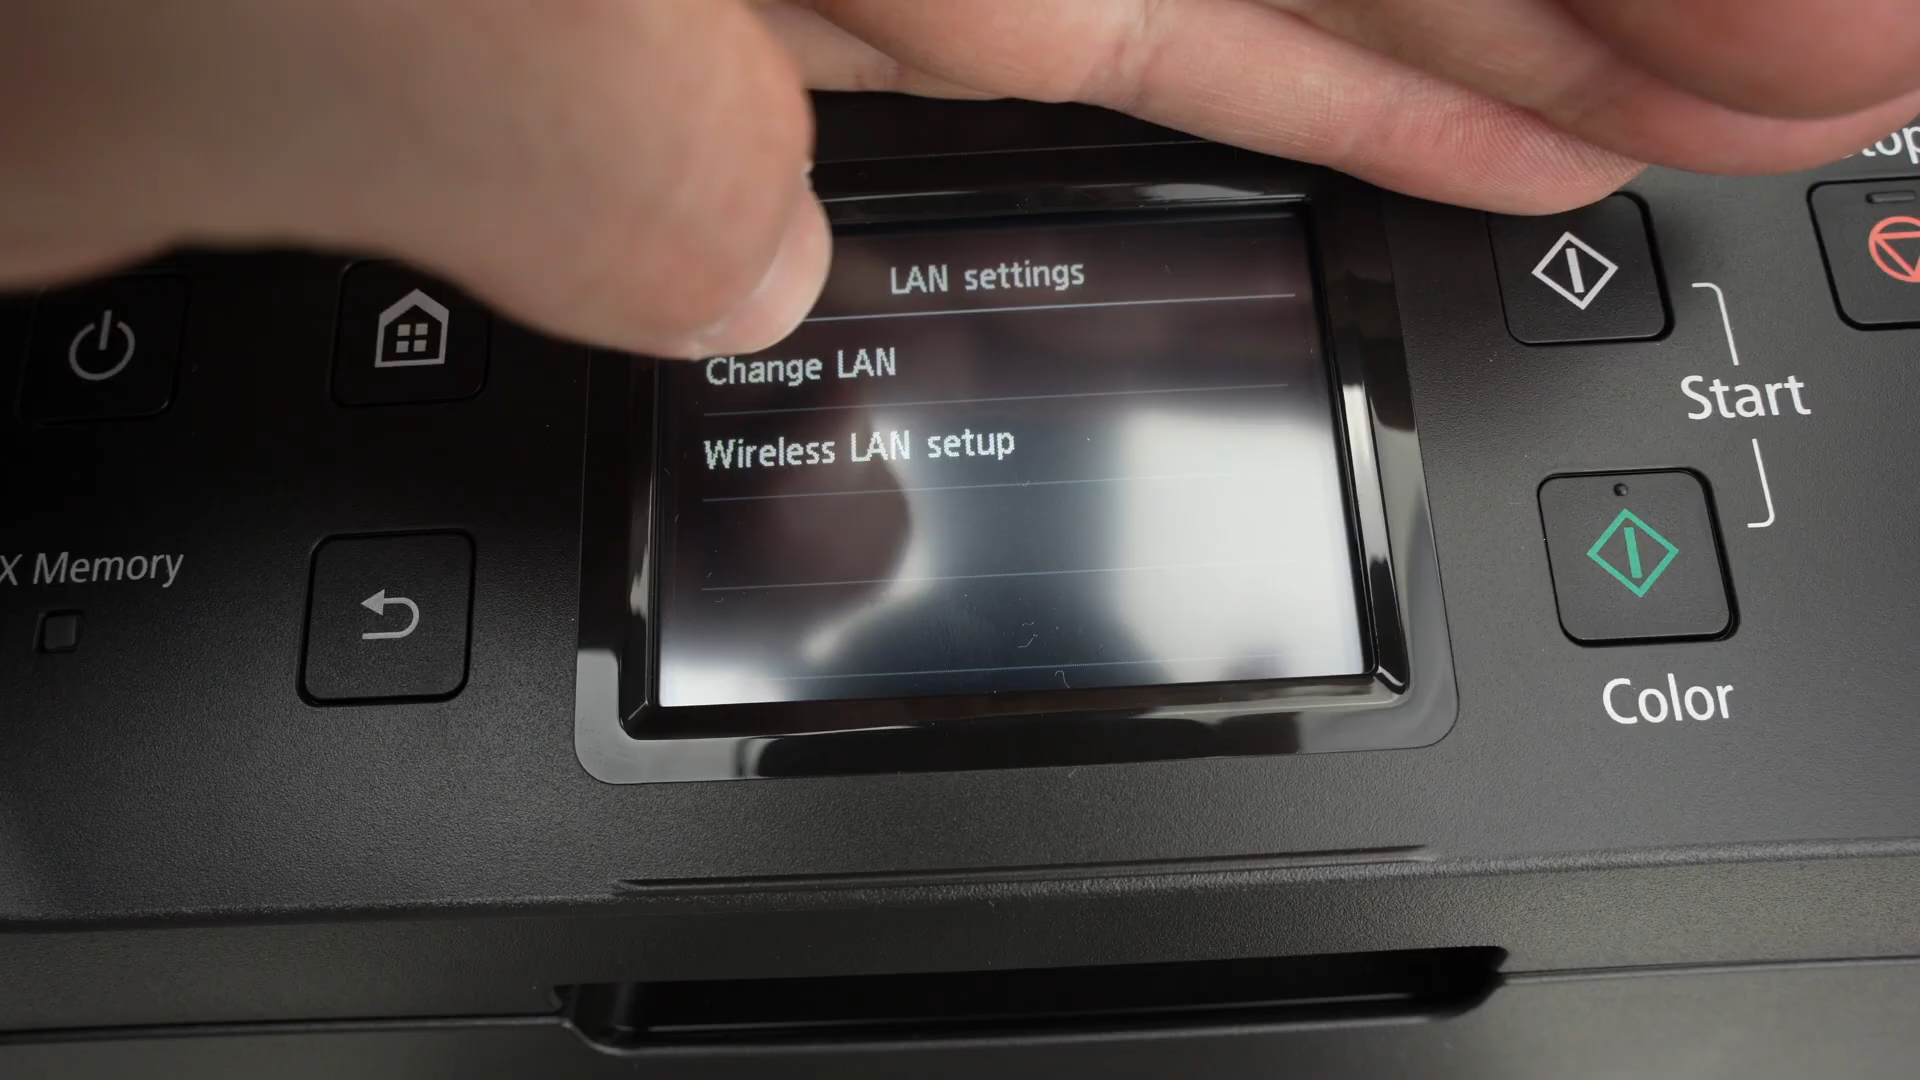 LAN settings
Change LAN
Wireless LAN setup
X Memory
Start
Color